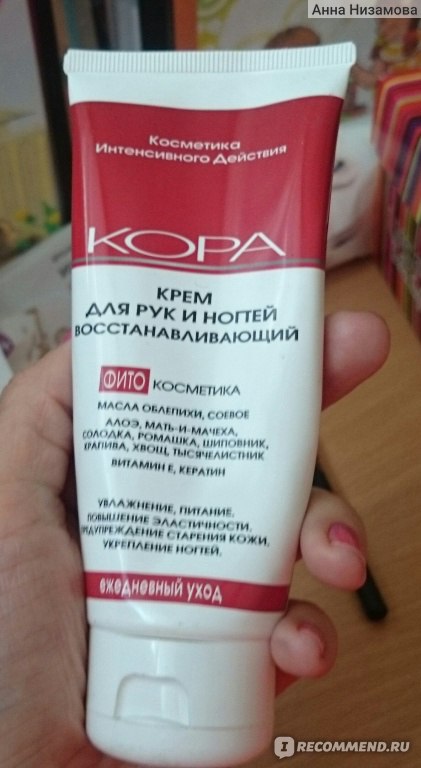 Анна Низамова
Косметика
Интенсивного Действия
КОРА
КРЕМ
ДЛЯ РУК И НОГТЕЙ
ВОССТАНАВЛИВАЮЩИЙ
ФИТО КОСМЕТИКА
МАСЛА ОБЛЕПИХИ, СОЕВОЕ
АЛОЭ, МАТЬ-И-МАЧЕХА,
СОЛОДКА, РОМАШКА, ШИПОВНИК,
КРАПИВА, ХВОЩ, ТЫСЯЧЕЛИСТНИК
ВИТАМИН Е, КЕРАТИН
УВЛАЖНЕНИЕ, ПИТАНИЕ,
ПОВЫШЕНИЕ ЭЛАСТИЧНОСТИ,
ПРЕДУПРЕЖДЕНИЕ СТАРЕНИЯ КОЖИ,
УКРЕПЛЕНИЕ НОГТЕЙ.
ежедневный уход
IRECOMMEND.RU